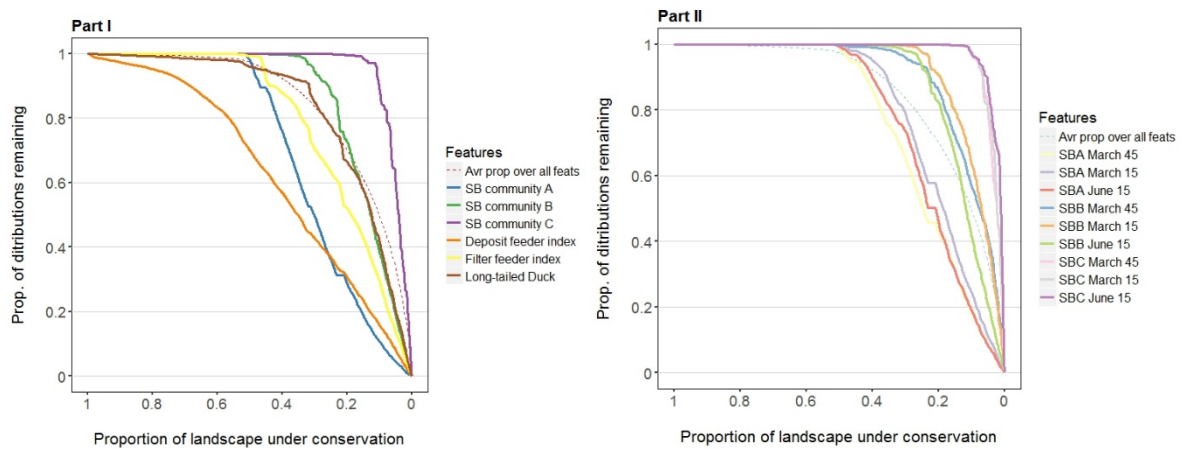 Part I
Prop. of ditributions remaining
1
0.8
0.6
0.4
0.2
0
1 0.8 0.6 0.4 0.2 0
Proportion of landscape under conservation
Features
Avr prop over all feats
SB community A
SB community B
SB community C
Deposit feeder index
Filter feeder index
Long-tailed Duck
Part II
Prop. of ditributions remaining
1
0.8
0.6
0.4
0.2
0
1 0.8 0.6 0.4 0.2 0
Proportion of landscape under conservation
Features
Avr prop over all feats
SBA March 45
SBA March 15
SBA June 15
SBB March 45
SBB March 15
SBB June 15
SBC March 45
SBC March 15
SBC June 15